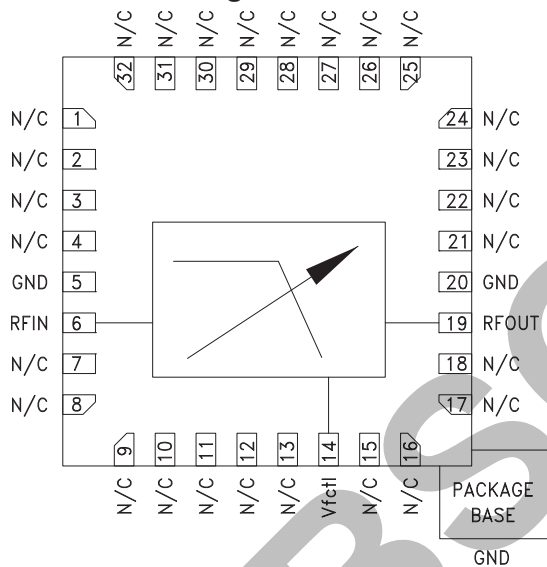 N/C N/C N/C N/C N/C N/C N/C N/C
32 31 30 29 28 27 26 25
N/C 1
N/C 2
N/C 3
N/C 4
GND 5
RFIN 6
N/C 7
N/C 8
24 N/C
23 N/C
22 N/C
21 N/C
20 GND
19 RFOUT
18 N/C
17 N/C
9 10 11 12 13 14 15 16
N/C N/C N/C N/C N/C Vfctl N/C N/C
PACKAGE
BASE
GND